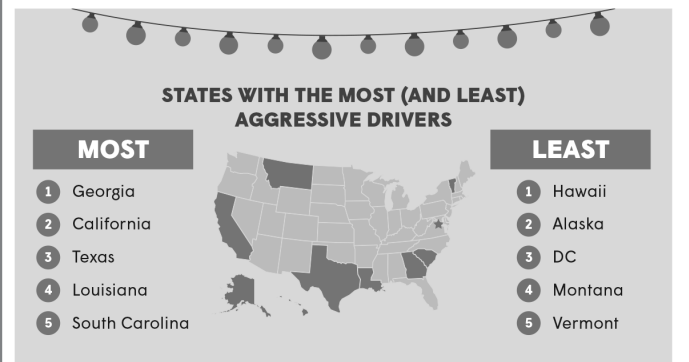 STATES WITH THE MOST (AND LEAST)
AGGRESSIVE DRIVERS
MOST
1 Georgia
2 California
3 Texas
4 Louisiana
5 South Carolina
LEAST
1 Hawaii
2 Alaska
3 DC
4 Montana
5 Vermont